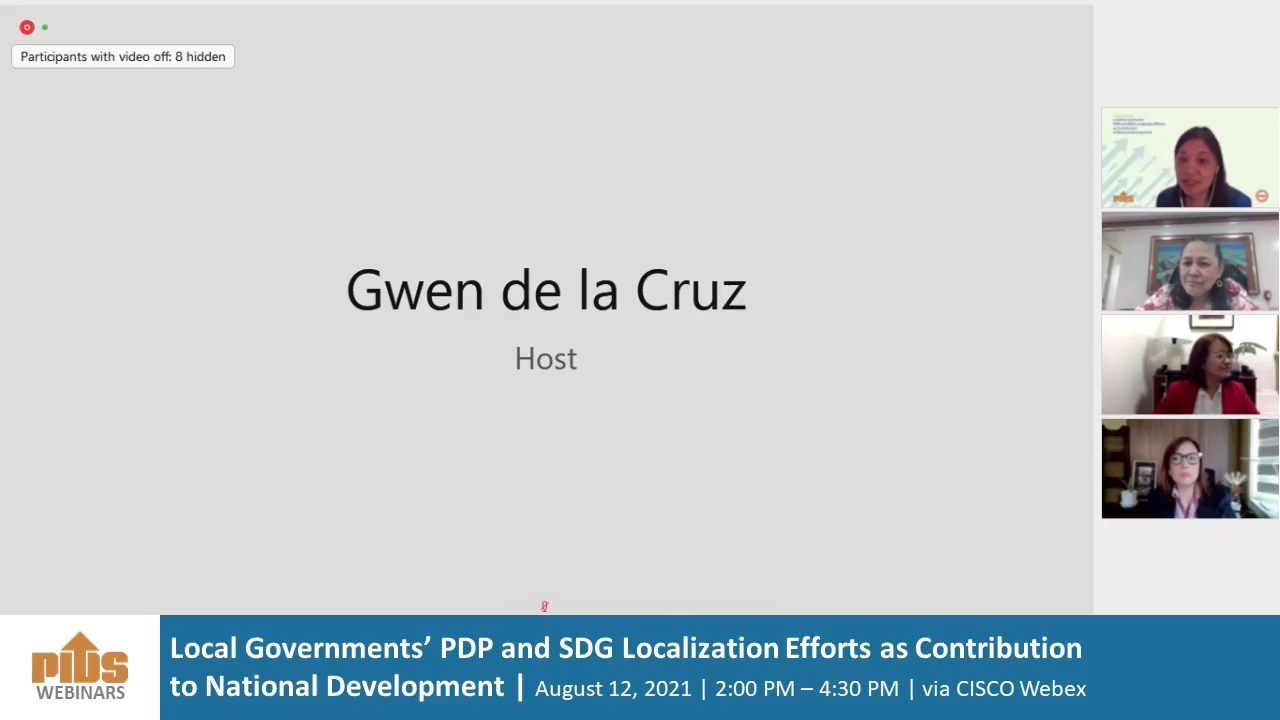 Participants with video off: 8 hidden
Gwen de la Cruz
Host
PIDS
WEBINARS
Local Governments’ PDP and SDG Localization Efforts as Contribution
to National Development | August 12, 2021 | 2:00 PM – 4:30 PM | via CISCO Webex